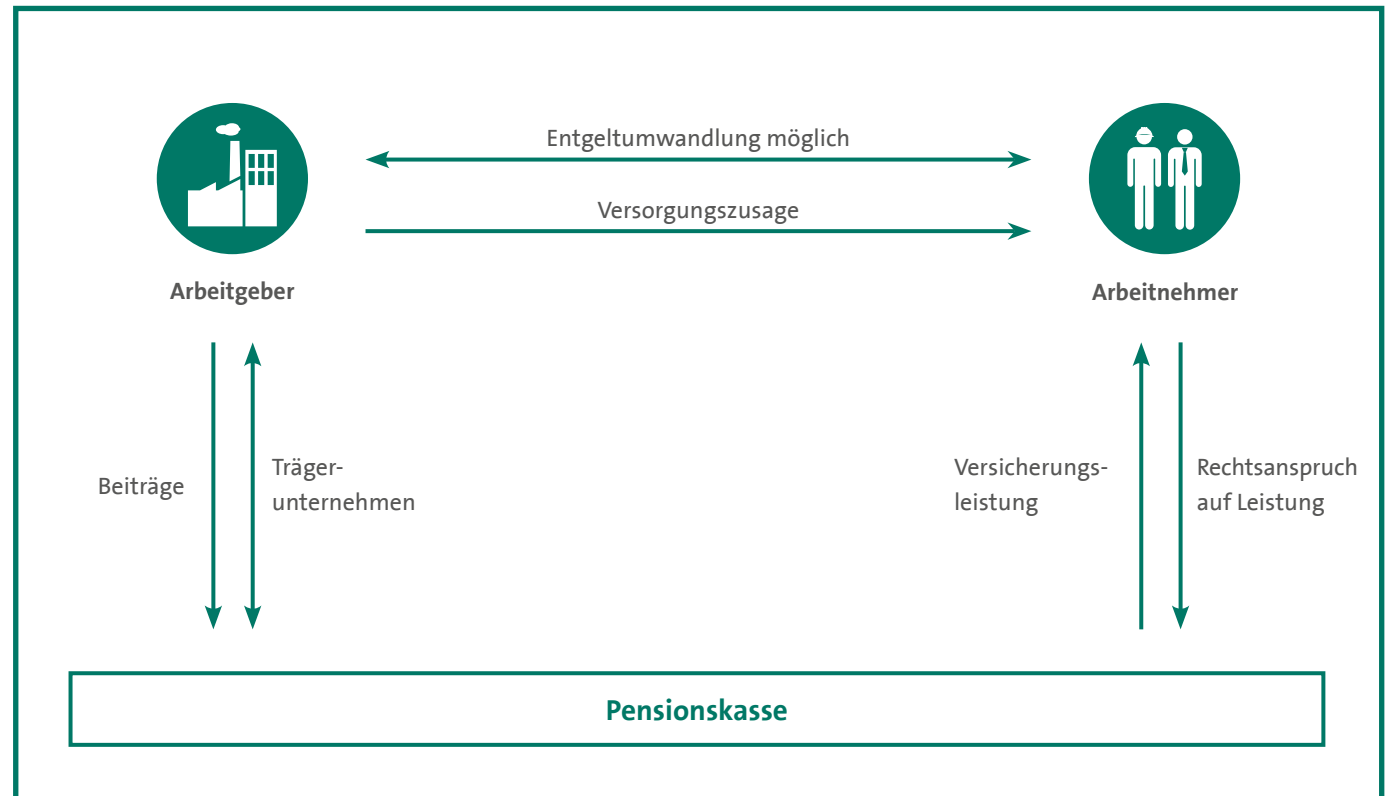 Entgeltumwandlung möglich
Versorgungszusage
Arbeitgeber
Arbeitnehmer
Beiträge
Träger-
unternehmen
Versicherungs-
leistung
Rechtsanspruch
auf Leistung
Pensionskasse